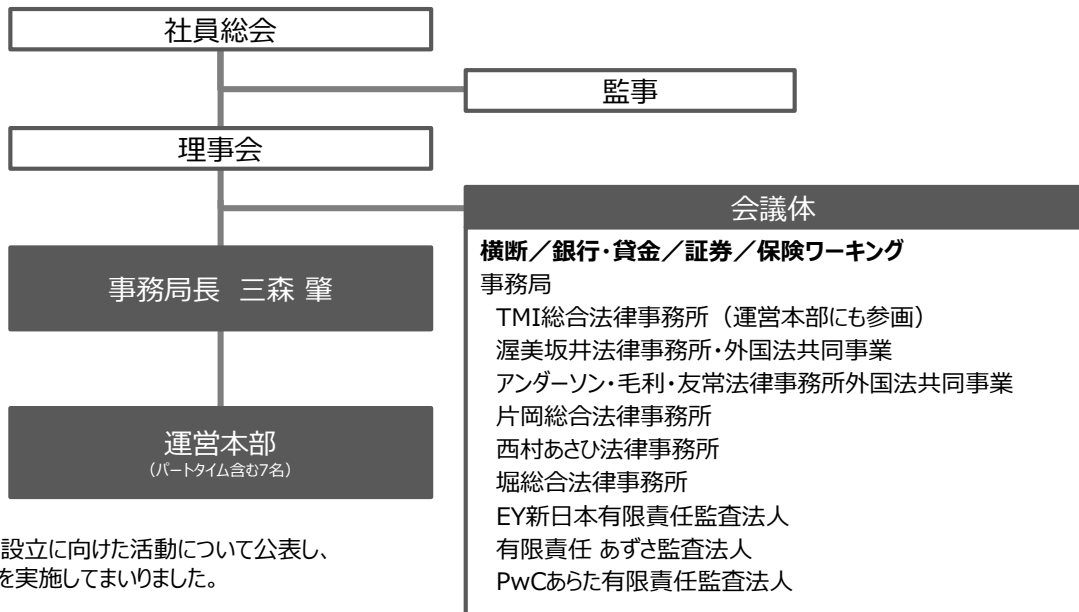 社員総会
監事
理事会
会議体
横断／銀行・貸金／証券／保険ワーキング
事務局
TMI総合法律事務所（運営本部にも参画）
渥美坂井法律事務所・外国法共同事業
アンダーソン・毛利・友常法律事務所外国法共同事業
片岡総合法律事務所
西村あさひ法律事務所
堀総合法律事務所
EY新日本有限責任監査法人
有限責任 あずさ監査法人
PwCあらた有限責任監査法人
事務局長 三森 肇
運営本部
（パートタイム含む7名）
設立に向けた活動について公表し、
を実施してまいりました。